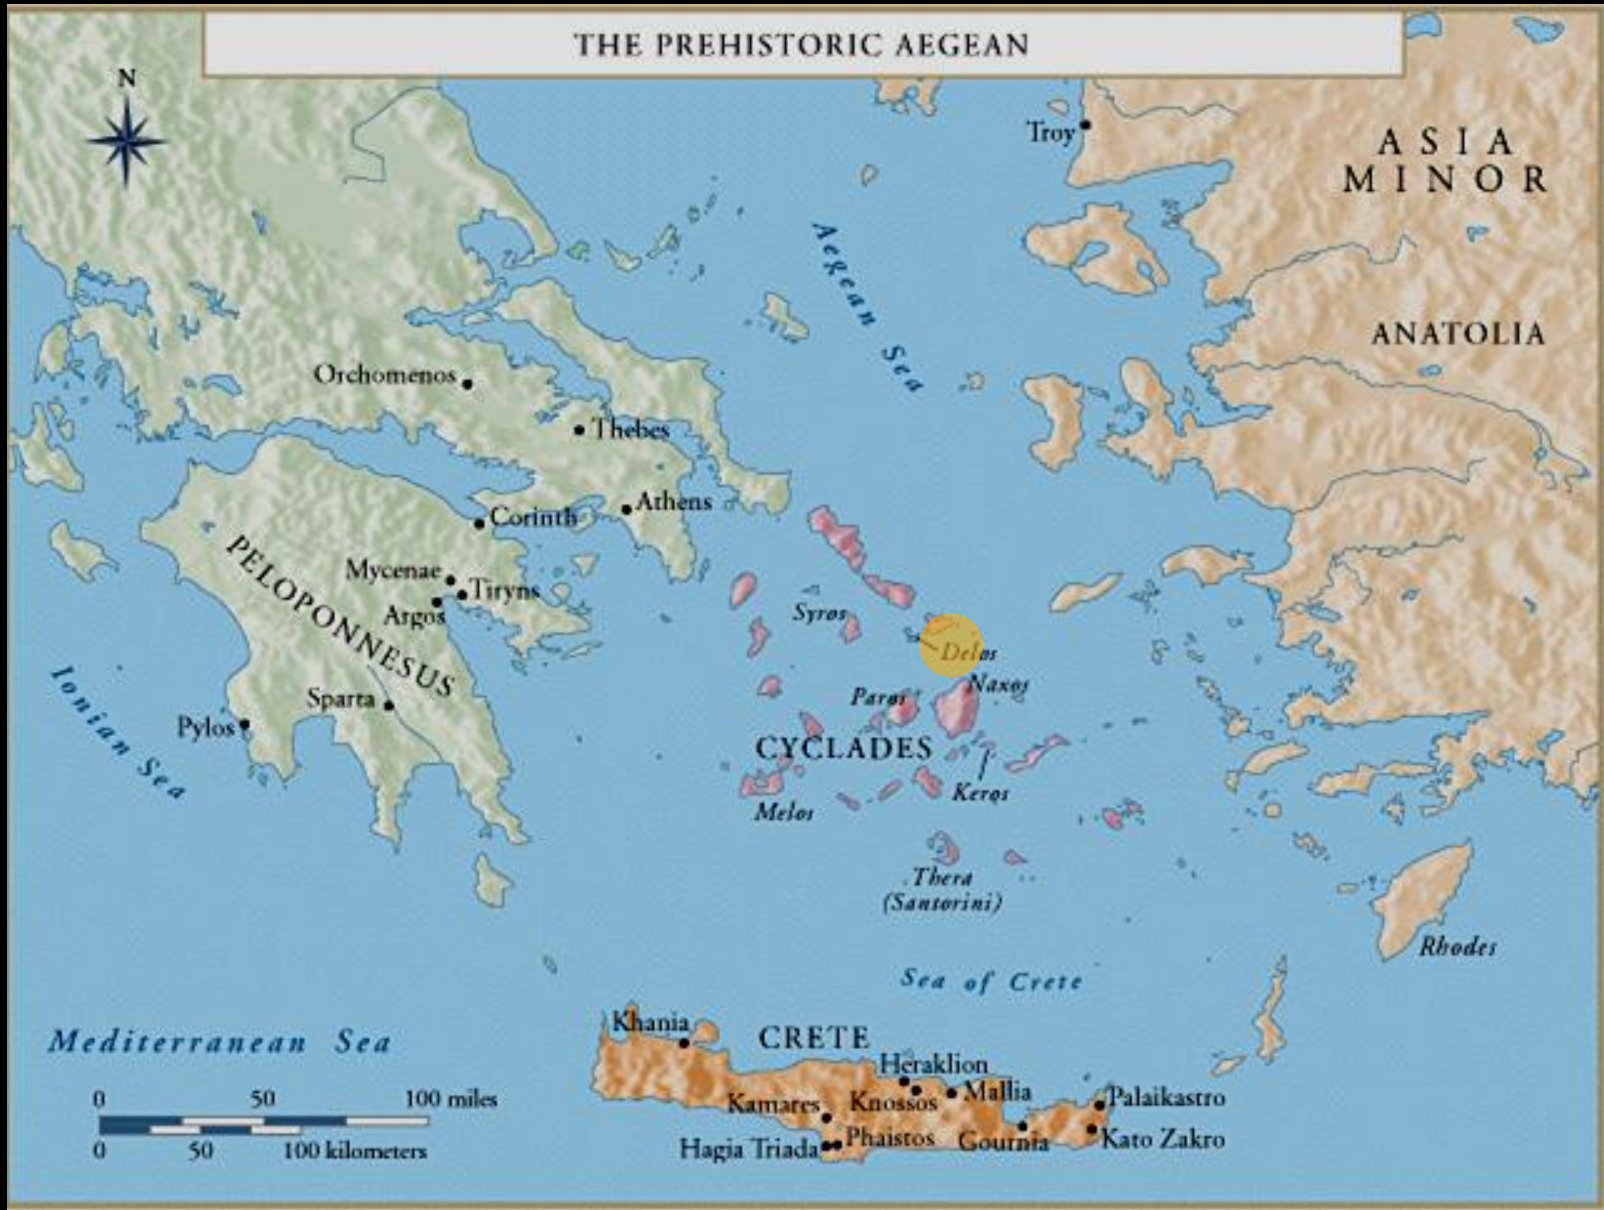 THE PREHISTORIC AEGEAN
N
Troy
ASIA
MINOR
Aegean Sea
ANATOLIA
Orchomenos
Thebes
Athens
Corinth
PELOPONNESUS
Mycenae
Tiryns
Argos
Syros
Delos
Ionian Sea
Sparta
Paros
Naxos
Pylos
CYCLADES
Keros
Melos
Thera
(Santorini)
Rhodes
Sea of Crete
Khania
CRETE
Mediterranean Sea
Heraklion
0 50 100 miles
Kamares
Knossos
Mallia
Palaikastro
0 50 100 kilometers
Hagia Triada
Phaistos
Gournia
Kato Zakro